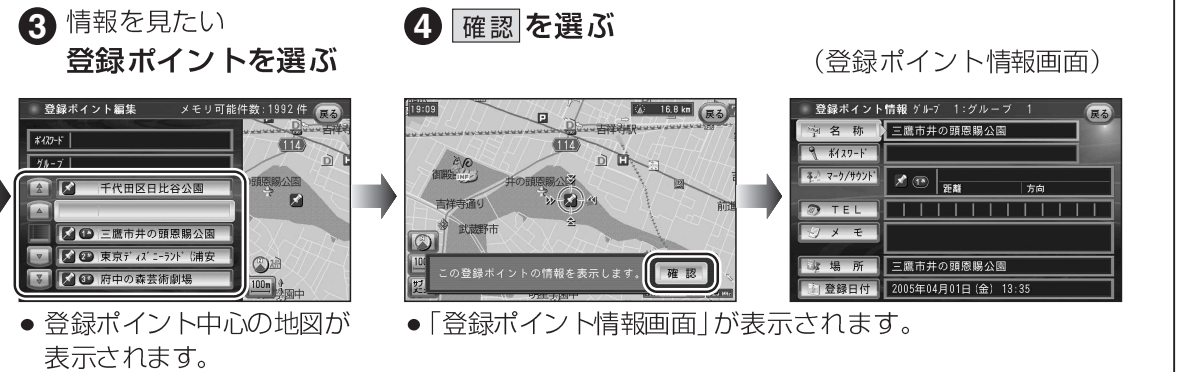 ❸ 情報を見たい
登録ポイントを選ぶ
登録ポイント編集 メモリ可能件数:1992件 戻る
ボイスワード
グループ
千代田区日比谷公園
三鷹市井の頭恩賜公園
東京ディズニーランド(浦安
府中の森芸術劇場
100m
● 登録ポイント中心の地図が
表示されます。
❹ 確認 を選ぶ
19:09 16.8km 戻る
吉祥寺駅
114
井の頭恩賜公園
吉祥寺通り
武蔵野市
この登録ポイントの情報を表示します。 確認
● 「登録ポイント情報画面」が表示されます。
(登録ポイント情報画面)
登録ポイント情報 グループ 1:グループ 1 戻る
名称 三鷹市井の頭恩賜公園
ボイスワード
マーク/サウンド 距離 方向
TEL
メモ
場所 三鷹市井の頭恩賜公園
登録日付 2005年04月01日(金) 13:35